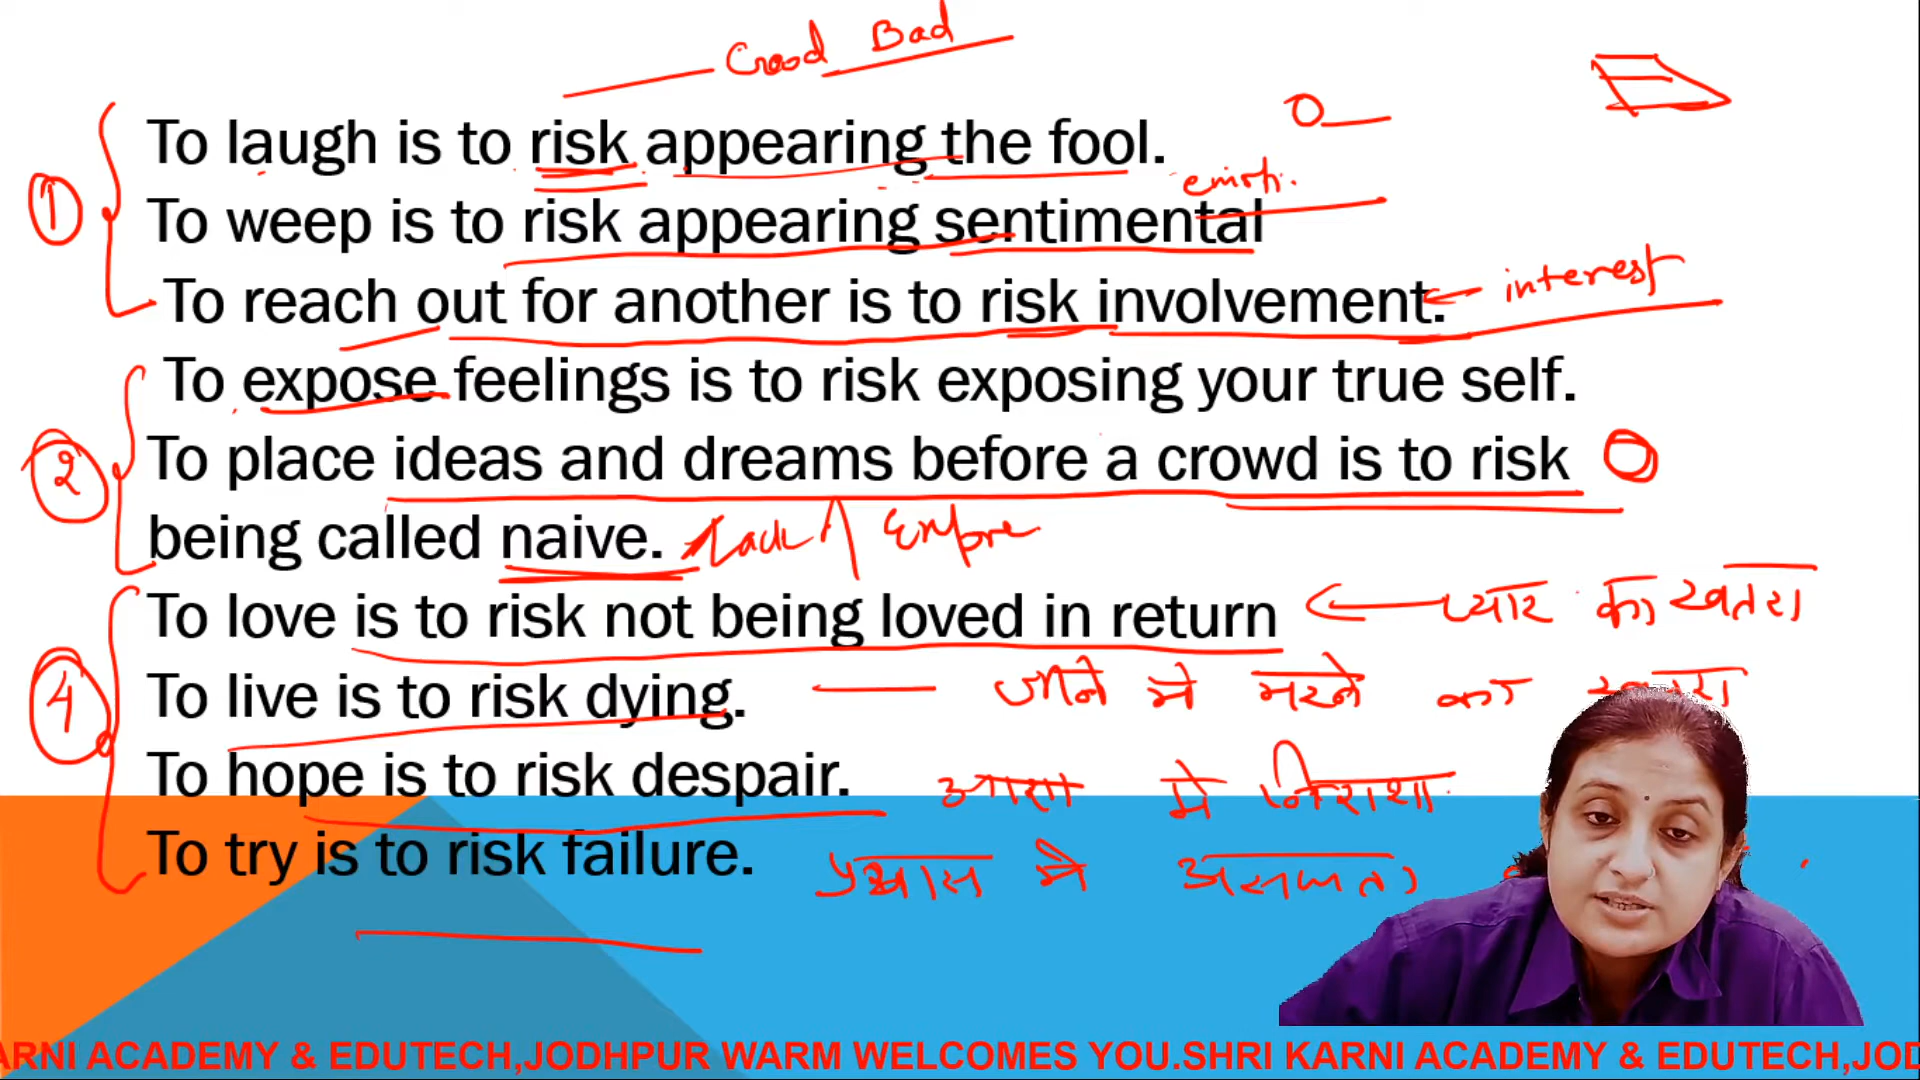 Good Bad
To laugh is to risk appearing the fool.
emoti.
To weep is to risk appearing sentimental
To reach out for another is to risk involvement.
interest
To expose feelings is to risk exposing your true self.
To place ideas and dreams before a crowd is to risk
being called naive.
lack
To love is to risk not being loved in return
प्यार का खतरा
To live is to risk dying.
जीने मे मरने का
To hope is to risk despair.
आशा मे निराशा
To try is to risk failure.
प्रयास मे
1
2
4
ARNI ACADEMY & EDUTECH,JODHPUR WARM WELCOMES YOU.SHRI KARNI ACADEMY & EDUTECH,JOD